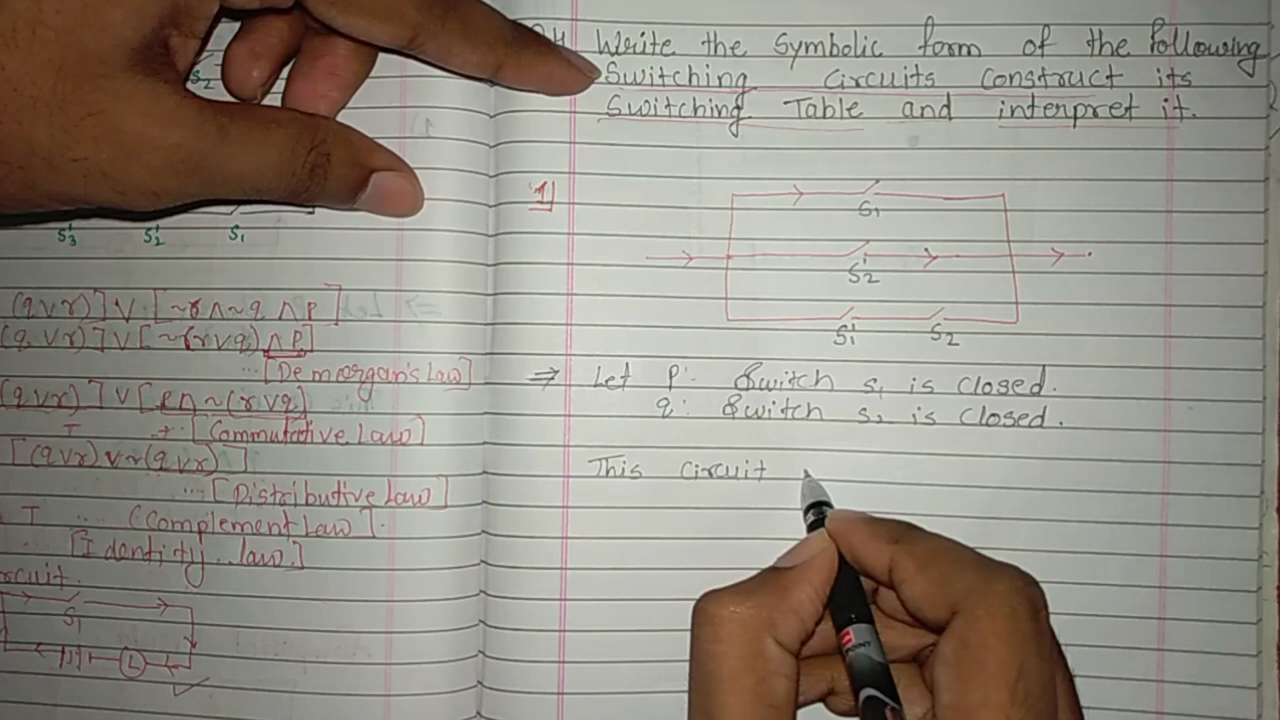 Write the symbolic form of the following
Switching circuits construct its
Switching Table and interpret it.
1]
S₁
S₂'
S₁' S₂
⇒ Let p: Switch s₁ is closed.
q: Switch s₂ is closed.
This circuit
S₂
S₃' S₂' S₁
(q∨r)]∨[~r∧~q∧p]
(q∨r)]∨[~(r∨q)∧p]
...[De morgan's Law]
(q∨r)]∨[p∧~(r∨q)]
[Commutative Law]
[(q∨r)∨~(q∨r)]
...[Distributive Law]
T ... (Complement Law].
[Identity..law.]
rcuit.
S₁
L